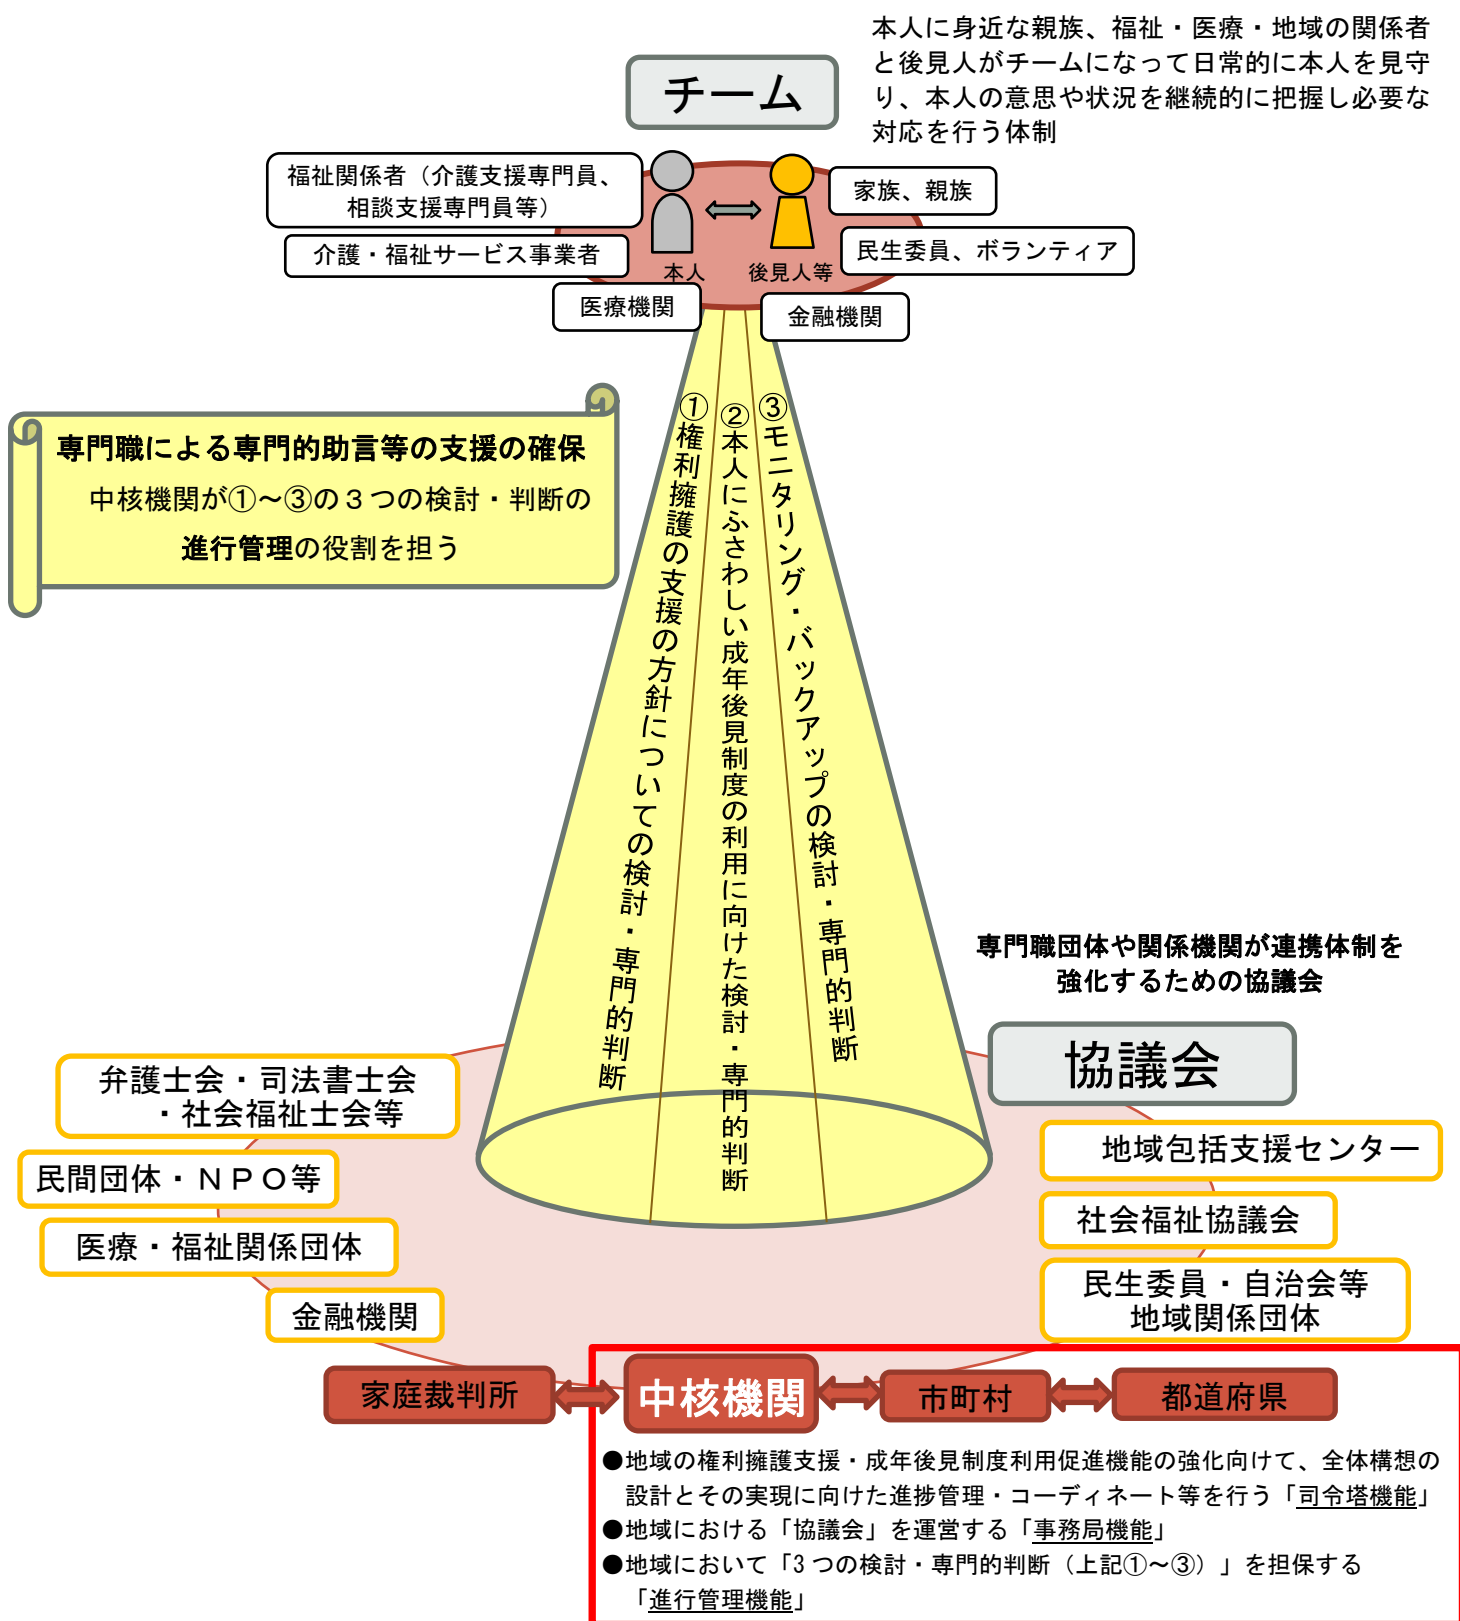 本人に身近な親族、福祉・医療・地域の関係者
と後見人がチームになって日常的に本人を見守
り、本人の意思や状況を継続的に把握し必要な
対応を行う体制
チーム
福祉関係者（介護支援専門員、
相談支援専門員等）
介護・福祉サービス事業者
医療機関
本人
後見人等
家族、親族
民生委員、ボランティア
金融機関
専門職による専門的助言等の支援の確保
中核機関が①～③の３つの検討・判断の
進行管理の役割を担う
①権利擁護の支援の方針についての検討・専門的判断
②本人にふさわしい成年後見制度の利用に向けた検討・専門的判断
③モニタリング・バックアップの検討・専門的判断
専門職団体や関係機関が連携体制を
強化するための協議会
協議会
弁護士会・司法書士会
・社会福祉士会等
民間団体・ＮＰＯ等
医療・福祉関係団体
金融機関
地域包括支援センター
社会福祉協議会
民生委員・自治会等
地域関係団体
家庭裁判所
中核機関
市町村
都道府県
●地域の権利擁護支援・成年後見制度利用促進機能の強化向けて、全体構想の
設計とその実現に向けた進捗管理・コーディネート等を行う「司令塔機能」
●地域における「協議会」を運営する「事務局機能」
●地域において「3つの検討・専門的判断（上記①～③）」を担保する
「進行管理機能」